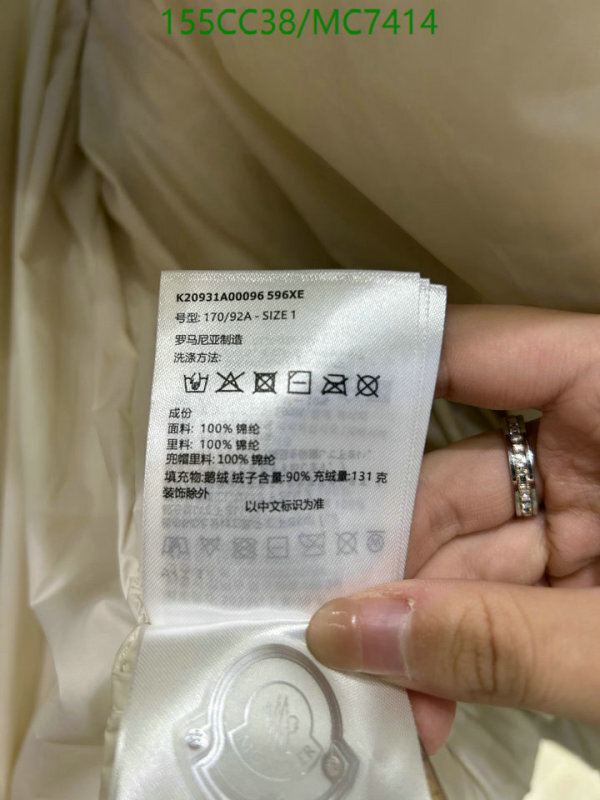 155CC38/MC7414
K20931A00096 596XE
号型: 170/92A - SIZE 1
罗马尼亚制造
洗涤方法:
成份
面料: 100% 锦纶
里料: 100% 锦纶
兜帽里料: 100% 锦纶
填充物:鹅绒 绒子含量:90% 充绒量:131 克
装饰除外
以中文标识为准